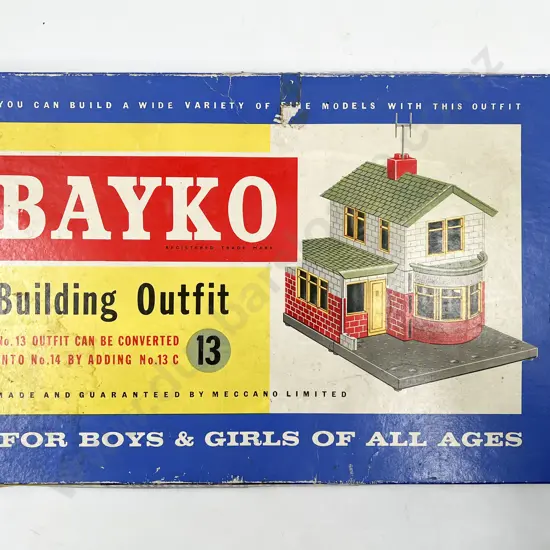 YOU CAN BUILD A WIDE VARIETY OF FINE MODELS WITH THIS OUTFIT
BAYKO
REGISTERED TRADE MARK
Building Outfit
No. 13 OUTFIT CAN BE CONVERTED
INTO No. 14 BY ADDING No. 13 C
13
MADE AND GUARANTEED BY MECCANO LIMITED
FOR BOYS & GIRLS OF ALL AGES